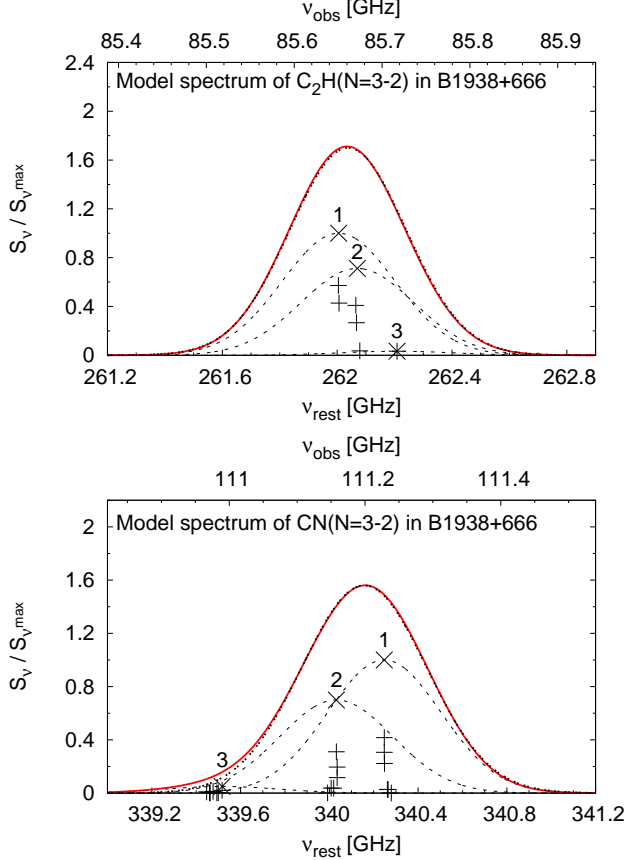 ν_obs [GHz]
85.4 85.5 85.6 85.7 85.8 85.9
Model spectrum of C₂H(N=3-2) in B1938+666
S_ν / S_ν^max
2.4
2
1.6
1.2
0.8
0.4
0
1
2
3
261.2 261.6 262 262.4 262.8
ν_rest [GHz]
ν_obs [GHz]
111 111.2 111.4
Model spectrum of CN(N=3-2) in B1938+666
S_ν / S_ν^max
2
1.6
1.2
0.8
0.4
0
1
2
3
339.2 339.6 340 340.4 340.8 341.2
ν_rest [GHz]